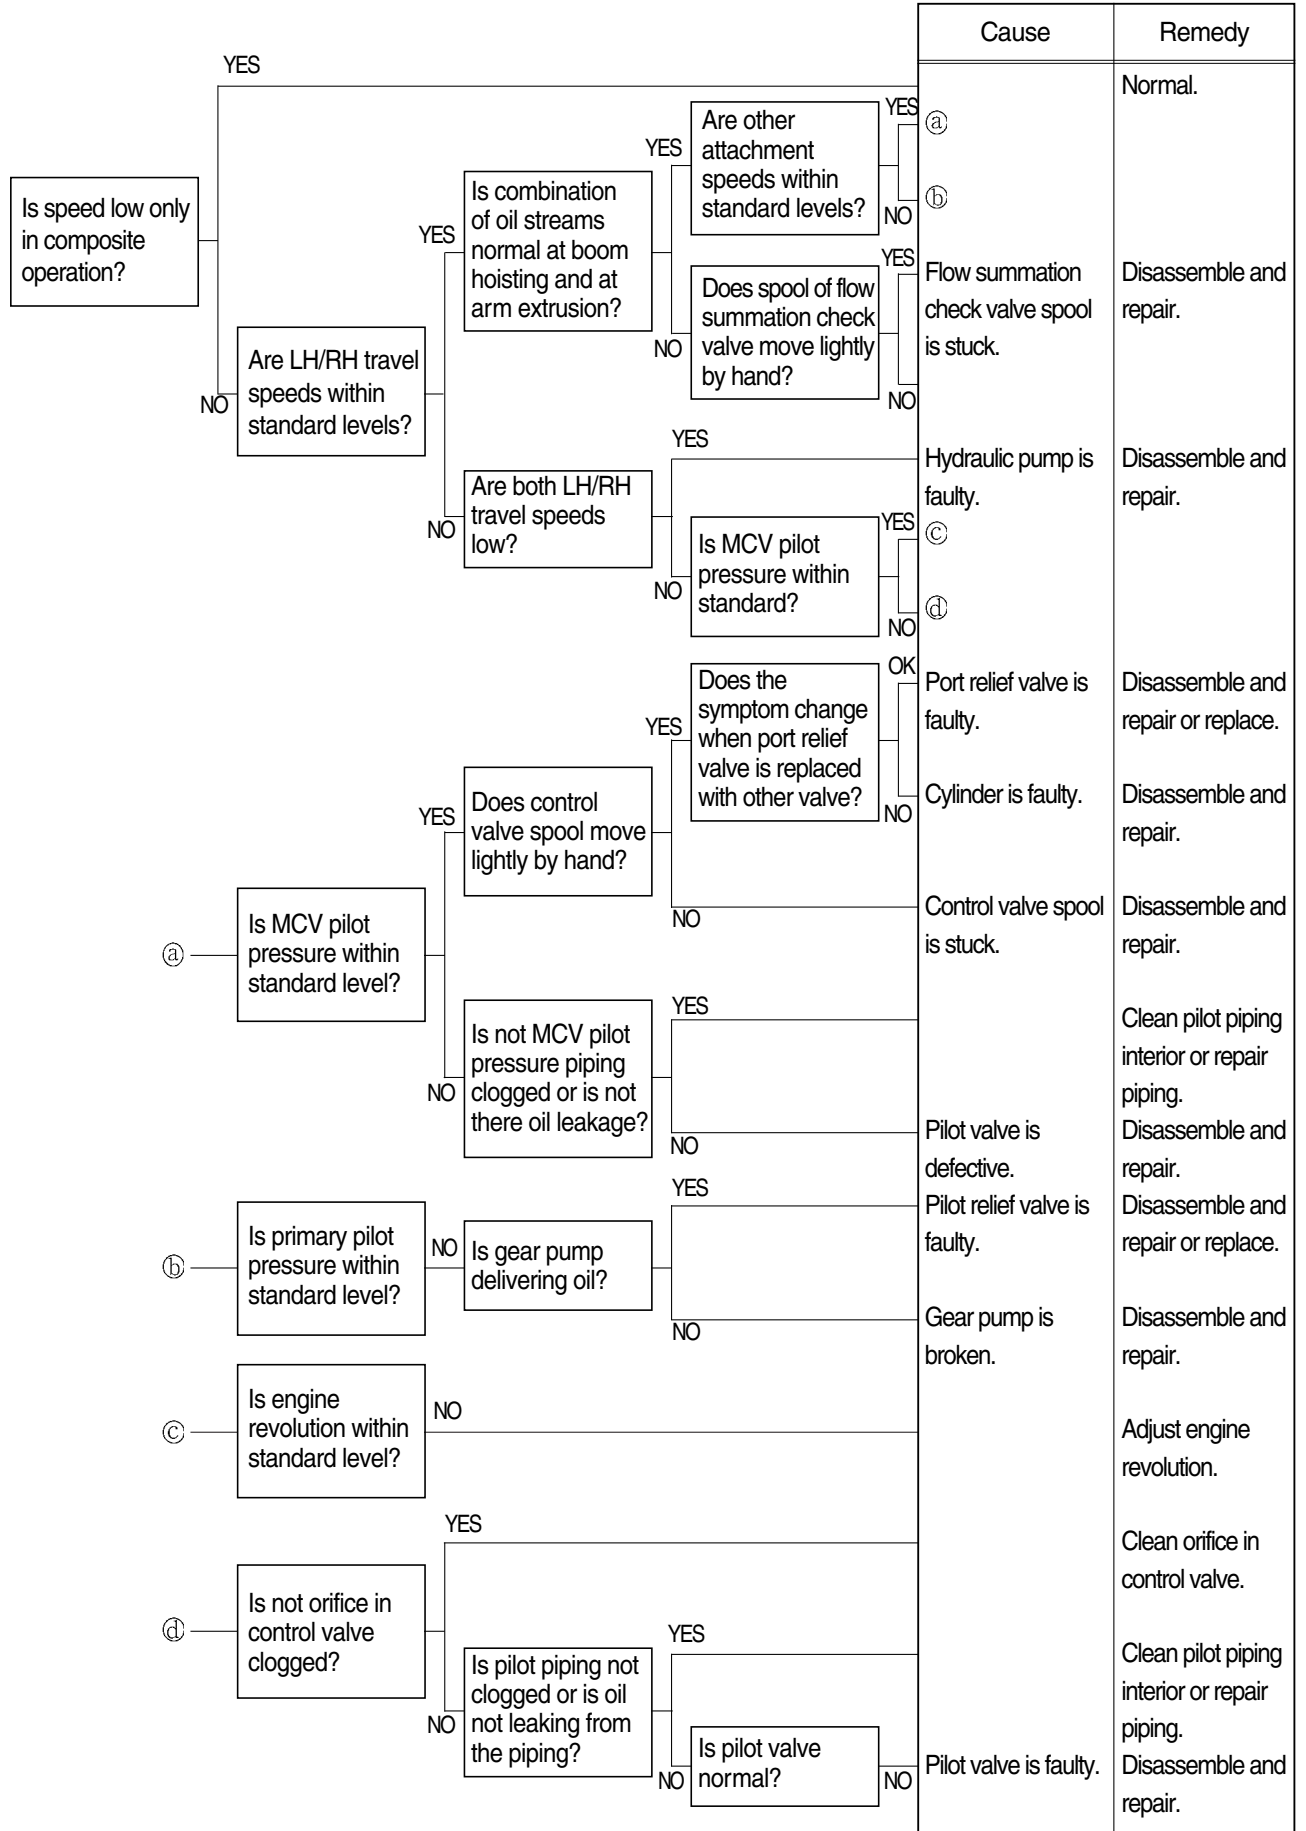 Cause
Remedy
YES
Normal.
Is speed low only
in composite
operation?
NO
Are LH/RH travel
speeds within
standard levels?
YES
Is combination
of oil streams
normal at boom
hoisting and at
arm extrusion?
YES
Are other
attachment
speeds within
standard levels?
YES
ⓐ
NO
ⓑ
NO
Does spool of flow
summation check
valve move lightly
by hand?
YES
Flow summation
check valve spool
is stuck.
Disassemble and
repair.
NO
NO
Are both LH/RH
travel speeds
low?
YES
Hydraulic pump is
faulty.
Disassemble and
repair.
NO
Is MCV pilot
pressure within
standard?
YES
ⓒ
NO
ⓓ
ⓐ
Is MCV pilot
pressure within
standard level?
YES
Does control
valve spool move
lightly by hand?
YES
Does the
symptom change
when port relief
valve is replaced
with other valve?
OK
Port relief valve is
faulty.
Disassemble and
repair or replace.
NO
Cylinder is faulty.
Disassemble and
repair.
NO
Control valve spool
is stuck.
Disassemble and
repair.
NO
Is not MCV pilot
pressure piping
clogged or is not
there oil leakage?
YES
Clean pilot piping
interior or repair
piping.
NO
Pilot valve is
defective.
Disassemble and
repair.
ⓑ
Is primary pilot
pressure within
standard level?
NO
Is gear pump
delivering oil?
YES
Pilot relief valve is
faulty.
Disassemble and
repair or replace.
NO
Gear pump is
broken.
Disassemble and
repair.
ⓒ
Is engine
revolution within
standard level?
NO
Adjust engine
revolution.
ⓓ
Is not orifice in
control valve
clogged?
YES
Clean orifice in
control valve.
NO
Is pilot piping not
clogged or is oil
not leaking from
the piping?
YES
Clean pilot piping
interior or repair
piping.
NO
Is pilot valve
normal?
NO
Pilot valve is faulty.
Disassemble and
repair.